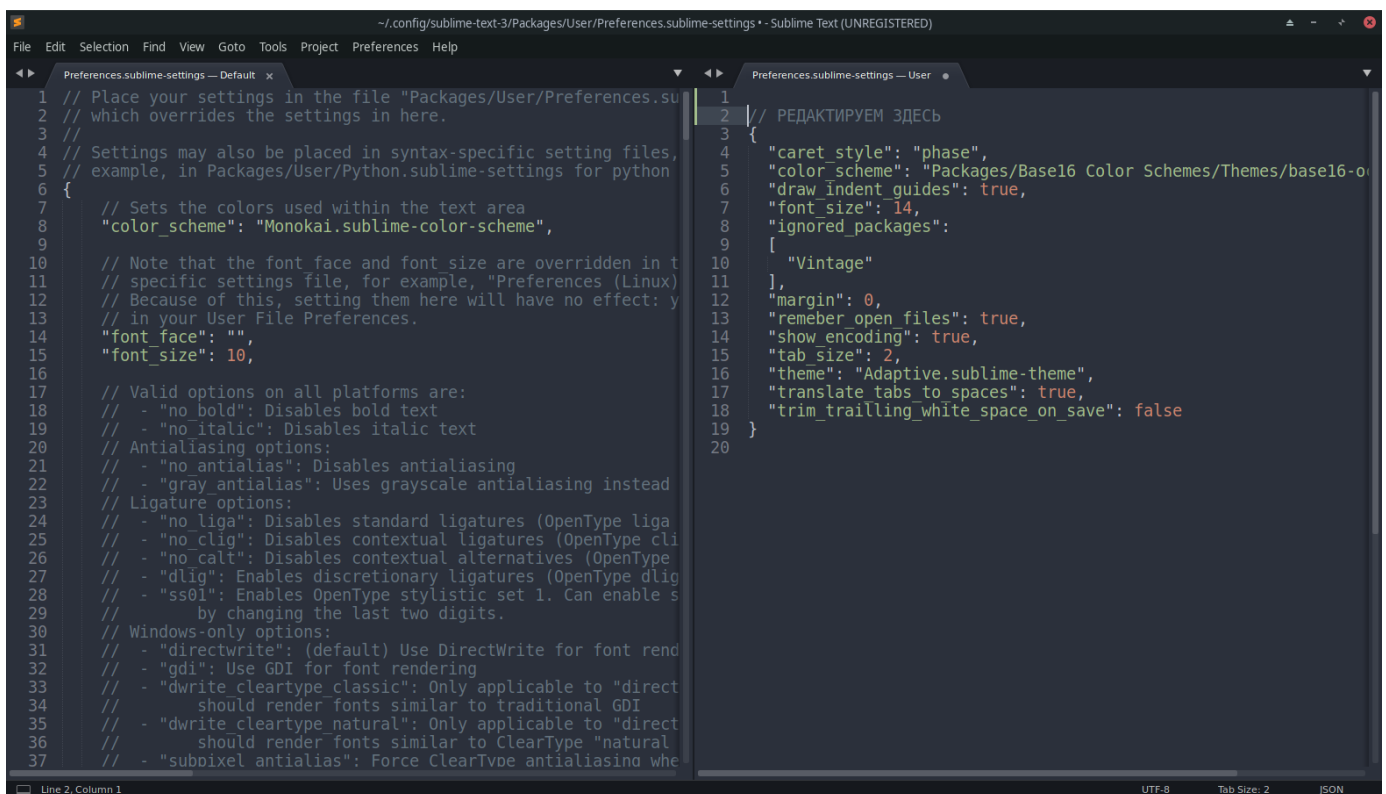 ~/.config/sublime-text-3/Packages/User/Preferences.sublime-settings • - Sublime Text (UNREGISTERED)
File Edit Selection Find View Goto Tools Project Preferences Help
Preferences.sublime-settings — Default x
1 // Place your settings in the file "Packages/User/Preferences.su
2 // which overrides the settings in here.
3 //
4 // Settings may also be placed in syntax-specific setting files,
5 // example, in Packages/User/Python.sublime-settings for python
6 {
7 // Sets the colors used within the text area
8 "color_scheme": "Monokai.sublime-color-scheme",
9
10 // Note that the font_face and font_size are overridden in t
11 // specific settings file, for example, "Preferences (Linux)
12 // Because of this, setting them here will have no effect: y
13 // in your User File Preferences.
14 "font_face": "",
15 "font_size": 10,
16
17 // Valid options on all platforms are:
18 // - "no_bold": Disables bold text
19 // - "no_italic": Disables italic text
20 // Antialiasing options:
21 // - "no_antialias": Disables antialiasing
22 // - "gray_antialias": Uses grayscale antialiasing instead
23 // Ligature options:
24 // - "no_liga": Disables standard ligatures (OpenType liga
25 // - "no_clig": Disables contextual ligatures (OpenType cli
26 // - "no_calt": Disables contextual alternatives (OpenType
27 // - "dlig": Enables discretionary ligatures (OpenType dlig
28 // - "ss01": Enables OpenType stylistic set 1. Can enable s
29 // by changing the last two digits.
30 // Windows-only options:
31 // - "directwrite": (default) Use DirectWrite for font rend
32 // - "gdi": Use GDI for font rendering
33 // - "dwrite_cleartype_classic": Only applicable to "direct
34 // should render fonts similar to traditional GDI
35 // - "dwrite_cleartype_natural": Only applicable to "direct
36 // should render fonts similar to ClearType "natural
37 // - "subpixel_antialias": Force ClearType antialiasing whe
Preferences.sublime-settings — User •
1
2 // РЕДАКТИРУЕМ ЗДЕСЬ
3 {
4 "caret_style": "phase",
5 "color_scheme": "Packages/Base16 Color Schemes/Themes/base16-o
6 "draw_indent_guides": true,
7 "font_size": 14,
8 "ignored_packages":
9 [
10 "Vintage"
11 ],
12 "margin": 0,
13 "remeber_open_files": true,
14 "show_encoding": true,
15 "tab_size": 2,
16 "theme": "Adaptive.sublime-theme",
17 "translate_tabs_to_spaces": true,
18 "trim_trailling_white_space_on_save": false
19 }
20
Line 2, Column 1
UTF-8 Tab Size: 2 JSON